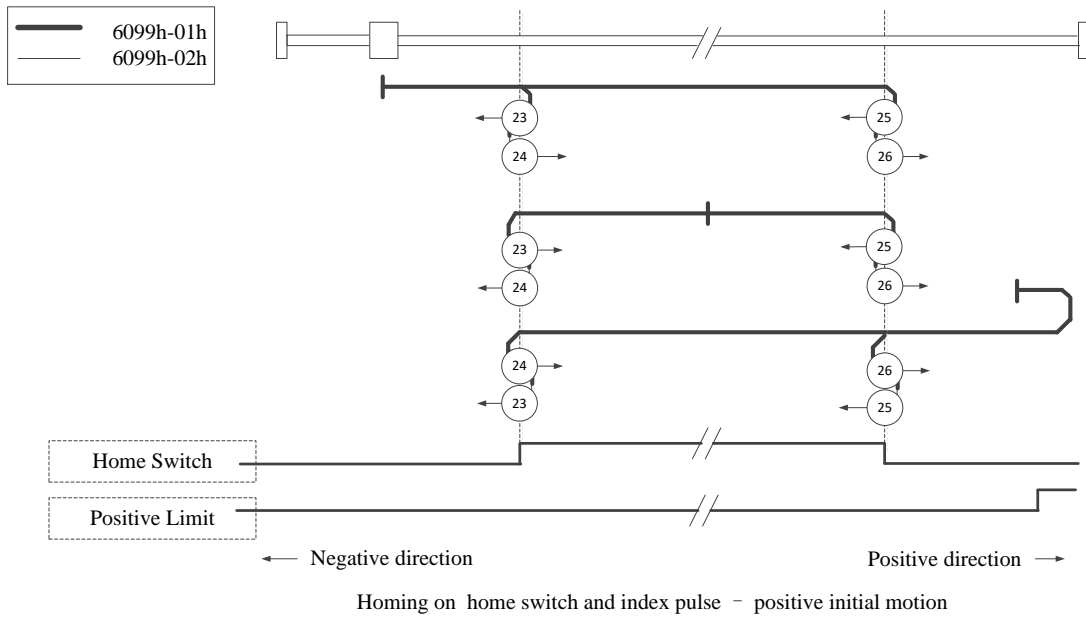 6099h-01h
6099h-02h
23
25
24
26
23
25
24
26
24
26
23
25
Home Switch
Positive Limit
Negative direction
Positive direction
Homing on home switch and index pulse - positive initial motion